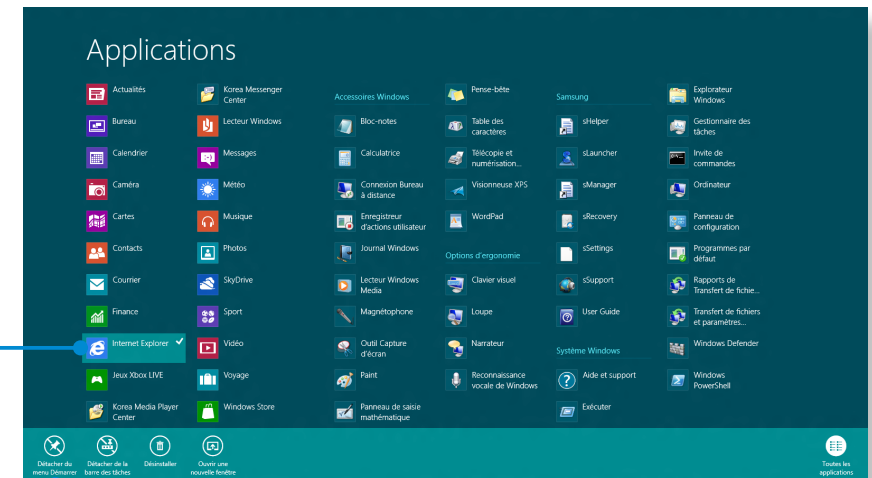 Applications
Actualités
Bureau
Calendrier
Caméra
Cartes
Contacts
Courrier
Finance
Internet Explorer
Jeux Xbox LIVE
Korea Media Player
Center
Korea Messenger
Center
Lecteur Windows
Messages
Météo
Musique
Photos
SkyDrive
Sport
Vidéo
Voyage
Windows Store
Accessoires Windows
Bloc-notes
Calculatrice
Connexion Bureau
à distance
Enregistreur
d'actions utilisateur
Journal Windows
Lecteur Windows
Media
Magnétophone
Outil Capture
d'écran
Paint
Panneau de saisie
mathématique
Pense-bête
Table des
caractères
Télécopie et
numérisation...
Visionneuse XPS
WordPad
Options d'ergonomie
Clavier visuel
Loupe
Narrateur
Reconnaissance
vocale de Windows
Samsung
sHelper
sLauncher
sManager
sRecovery
sSettings
sSupport
User Guide
Système Windows
Aide et support
Exécuter
Explorateur
Windows
Gestionnaire des
tâches
Invite de
commandes
Ordinateur
Panneau de
configuration
Programmes par
défaut
Rapports de
Transfert de fichie...
Transfert de fichiers
et paramètres...
Windows Defender
Windows
PowerShell
Détacher du
menu Démarrer
Détacher de la
barre des tâches
Désinstaller
Ouvrir une
nouvelle fenêtre
Toutes les
applications